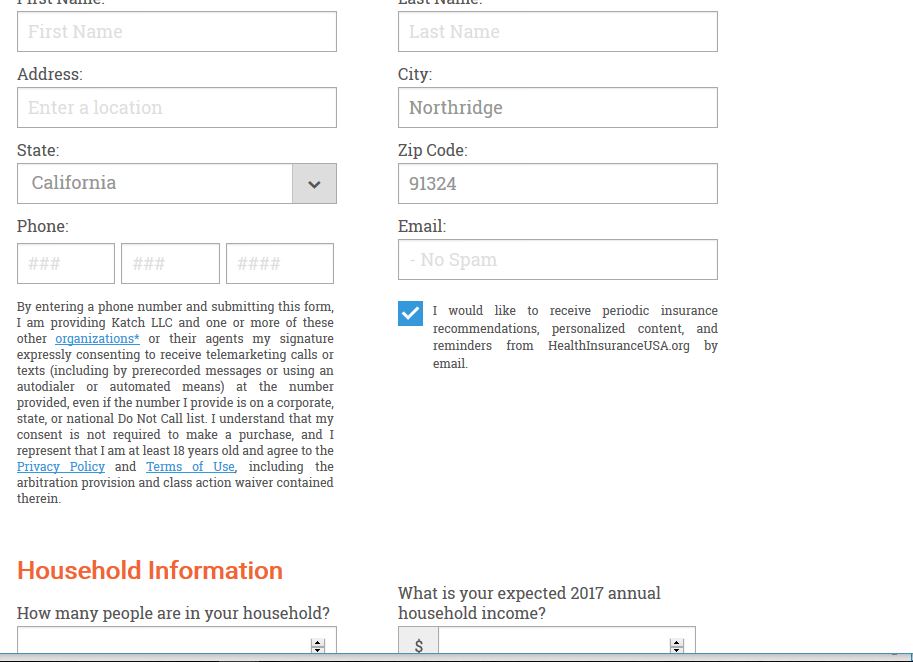 First Name: Last Name:
First Name Last Name
Address: City:
Enter a location Northridge
State: Zip Code:
California 91324
Phone: Email:
### ### #### - No Spam
By entering a phone number and submitting this form,
I am providing Katch LLC and one or more of these
other organizations* or their agents my signature
expressly consenting to receive telemarketing calls or
texts (including by prerecorded messages or using an
autodialer or automated means) at the number
provided, even if the number I provide is on a corporate,
state, or national Do Not Call list. I understand that my
consent is not required to make a purchase, and I
represent that I am at least 18 years old and agree to the
Privacy Policy and Terms of Use, including the
arbitration provision and class action waiver contained
therein.
I would like to receive periodic insurance
recommendations, personalized content, and
reminders from HealthInsuranceUSA.org by
email.
Household Information
How many people are in your household?
What is your expected 2017 annual
household income?
$